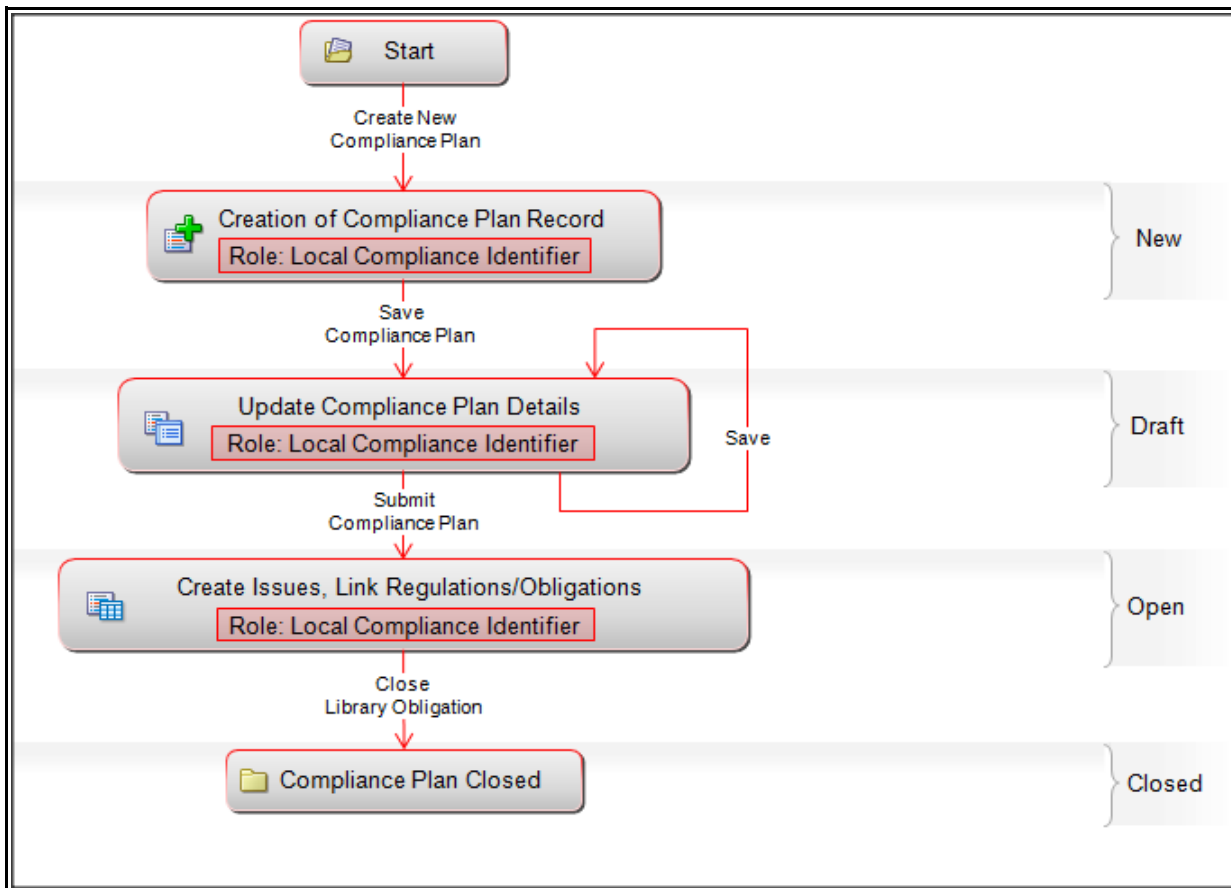 Start
Create New
Compliance Plan
Creation of Compliance Plan Record
Role: Local Compliance Identifier
New
Save
Compliance Plan
Update Compliance Plan Details
Role: Local Compliance Identifier
Save
Draft
Submit
Compliance Plan
Create Issues, Link Regulations/Obligations
Role: Local Compliance Identifier
Open
Close
Library Obligation
Compliance Plan Closed
Closed